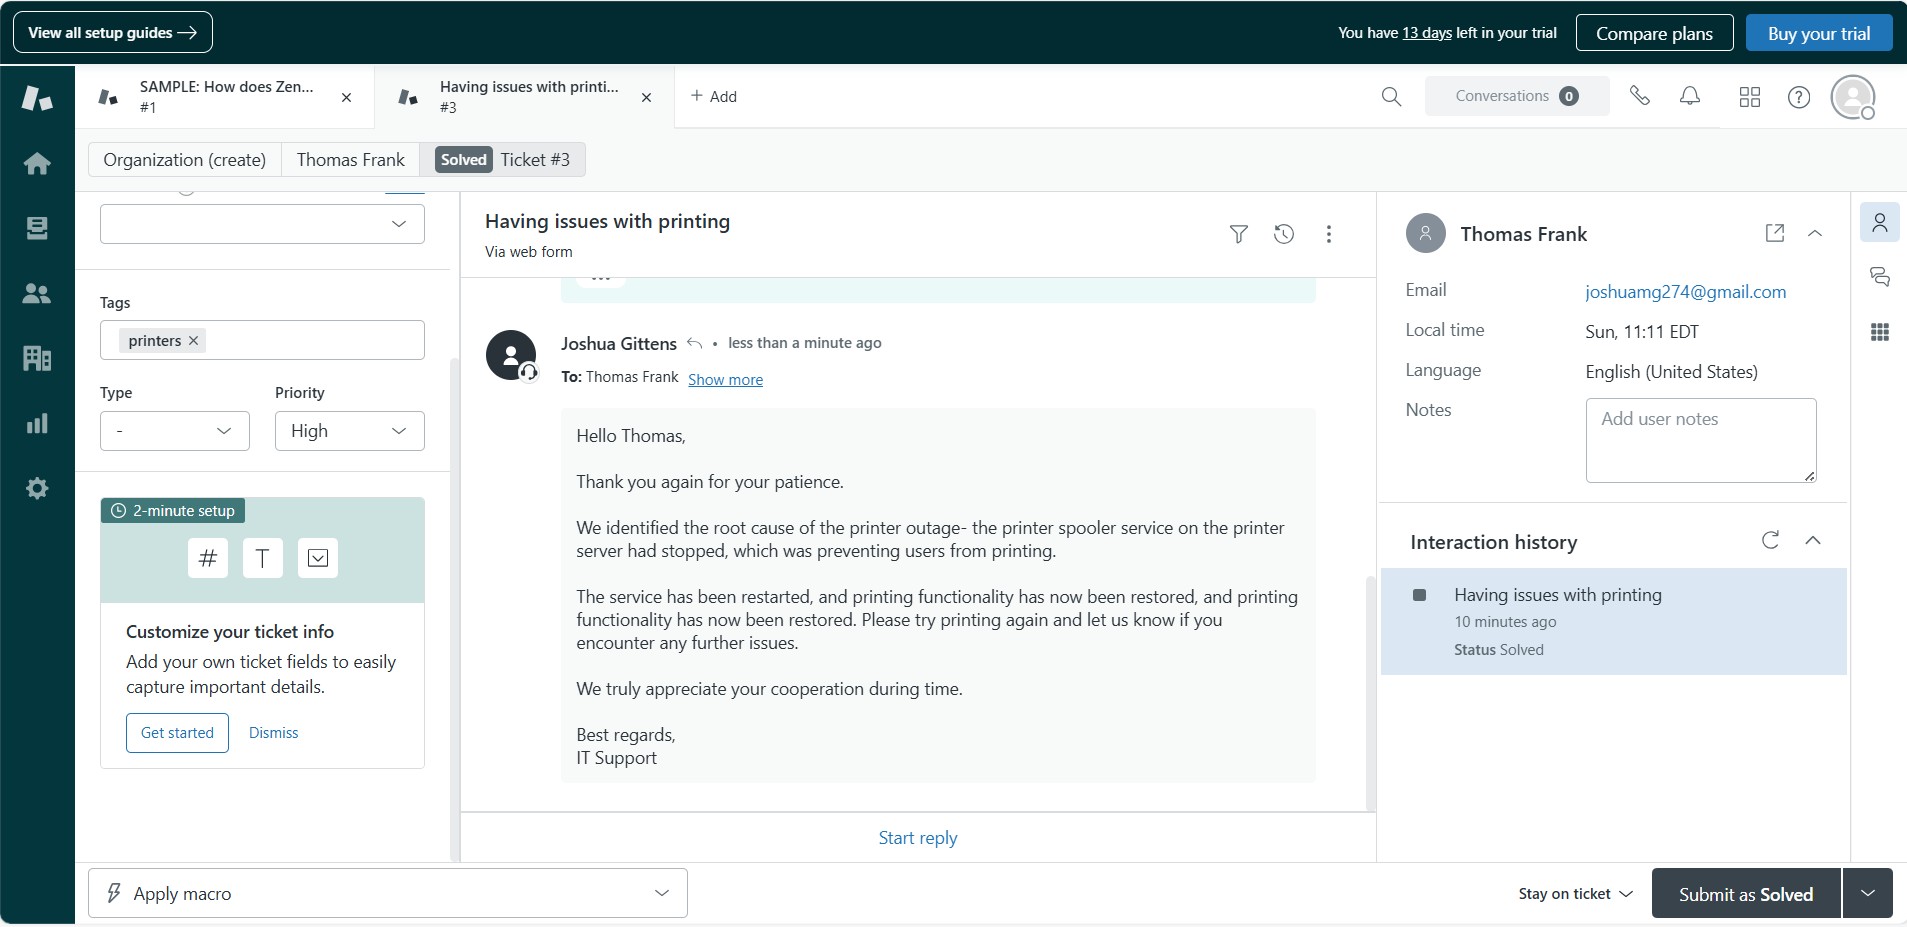 View all setup guides →
You have 13 days left in your trial
Compare plans
Buy your trial
SAMPLE: How does Zen...
#1
Having issues with printi...
#3
+ Add
Conversations 0
Organization (create)
Thomas Frank
Solved Ticket #3
Tags
printers ×
Type
Priority
-
High
2-minute setup
# T
Customize your ticket info
Add your own ticket fields to easily
capture important details.
Get started
Dismiss
Having issues with printing
Via web form
Joshua Gittens • less than a minute ago
To: Thomas Frank Show more
Hello Thomas,
Thank you again for your patience.
We identified the root cause of the printer outage- the printer spooler service on the printer
server had stopped, which was preventing users from printing.
The service has been restarted, and printing functionality has now been restored, and printing
functionality has now been restored. Please try printing again and let us know if you
encounter any further issues.
We truly appreciate your cooperation during time.
Best regards,
IT Support
Start reply
Thomas Frank
Email joshuamg274@gmail.com
Local time Sun, 11:11 EDT
Language English (United States)
Notes Add user notes
Interaction history
Having issues with printing
10 minutes ago
Status Solved
Apply macro
Stay on ticket
Submit as Solved